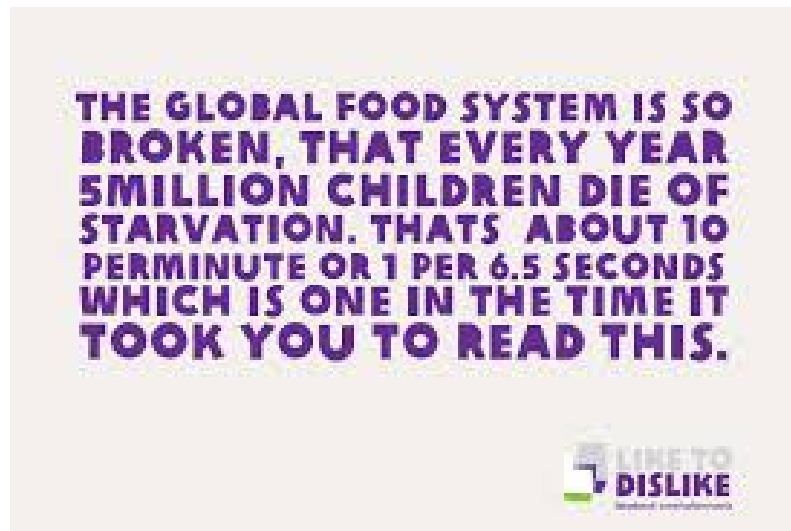 THE GLOBAL FOOD SYSTEM IS SO
BROKEN, THAT EVERY YEAR
5MILLION CHILDREN DIE OF
STARVATION. THATS ABOUT 10
PERMINUTE OR 1 PER 6.5 SECONDS
WHICH IS ONE IN THE TIME IT
TOOK YOU TO READ THIS.
LIKE TO
DISLIKE